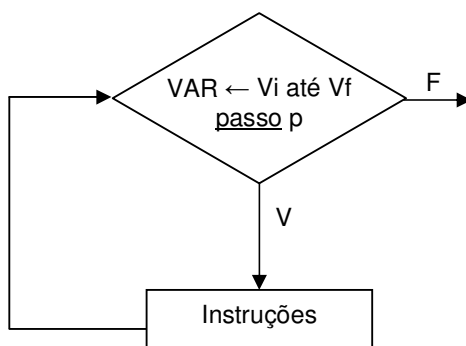 VAR ← Vi até Vf
passo p
F
V
Instruções